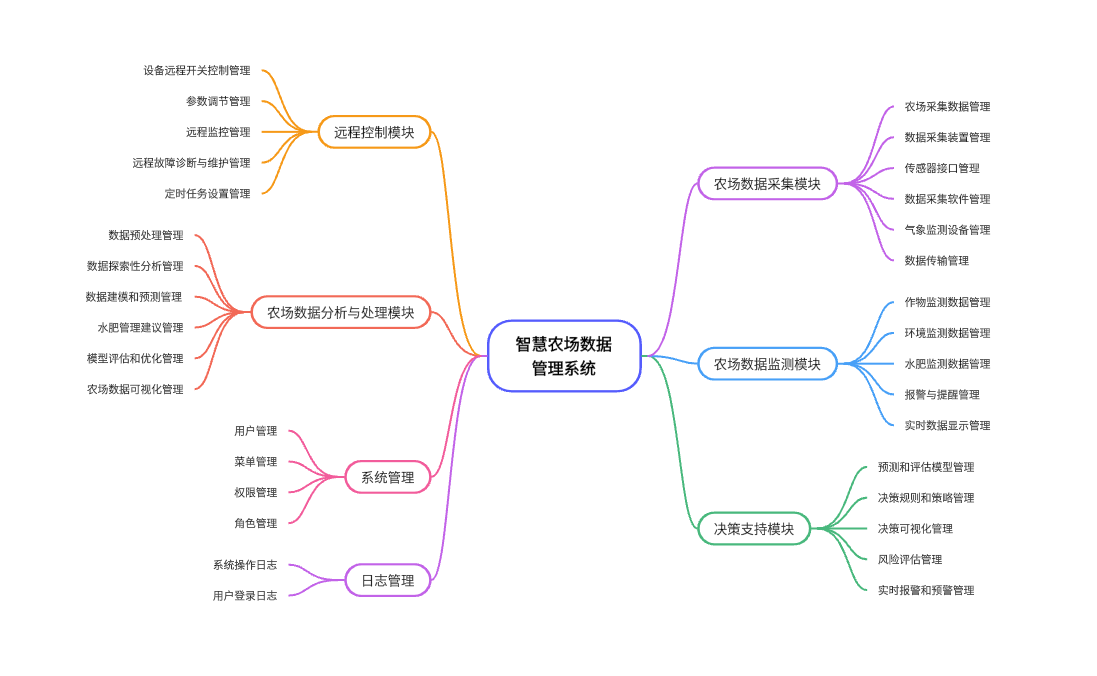 智慧农场数据
管理系统
远程控制模块
设备远程开关控制管理
参数调节管理
远程监控管理
远程故障诊断与维护管理
定时任务设置管理
农场数据分析与处理模块
数据预处理管理
数据探索性分析管理
数据建模和预测管理
水肥管理建议管理
模型评估和优化管理
农场数据可视化管理
系统管理
用户管理
菜单管理
权限管理
角色管理
日志管理
系统操作日志
用户登录日志
农场数据采集模块
农场采集数据管理
数据采集装置管理
传感器接口管理
数据采集软件管理
气象监测设备管理
数据传输管理
农场数据监测模块
作物监测数据管理
环境监测数据管理
水肥监测数据管理
报警与提醒管理
实时数据显示管理
决策支持模块
预测和评估模型管理
决策规则和策略管理
决策可视化管理
风险评估管理
实时报警和预警管理